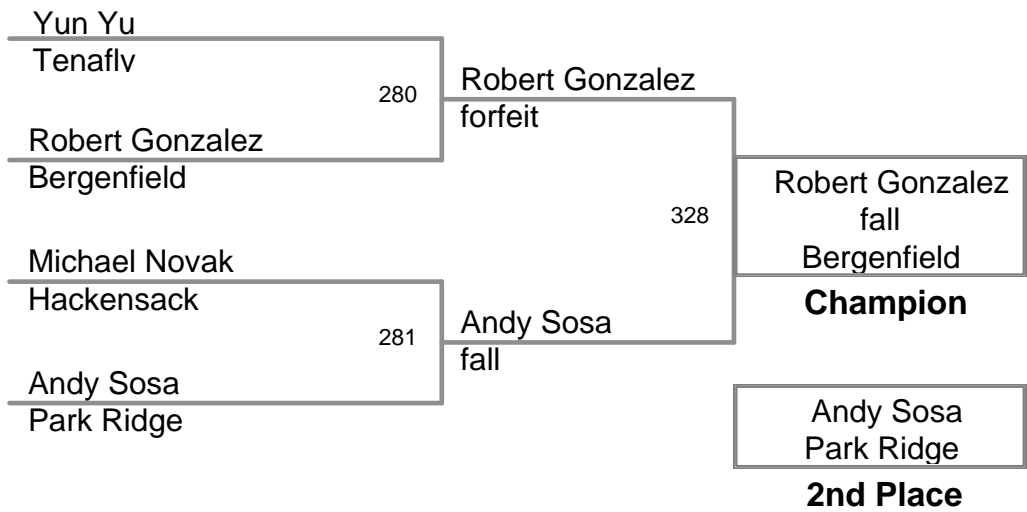 Yun Yu
Tenafly
280
Robert Gonzalez
Bergenfield
Robert Gonzalez
forfeit
Michael Novak
Hackensack
281
Andy Sosa
Park Ridge
Andy Sosa
fall
328
Robert Gonzalez
fall
Bergenfield
Champion
Andy Sosa
Park Ridge
2nd Place